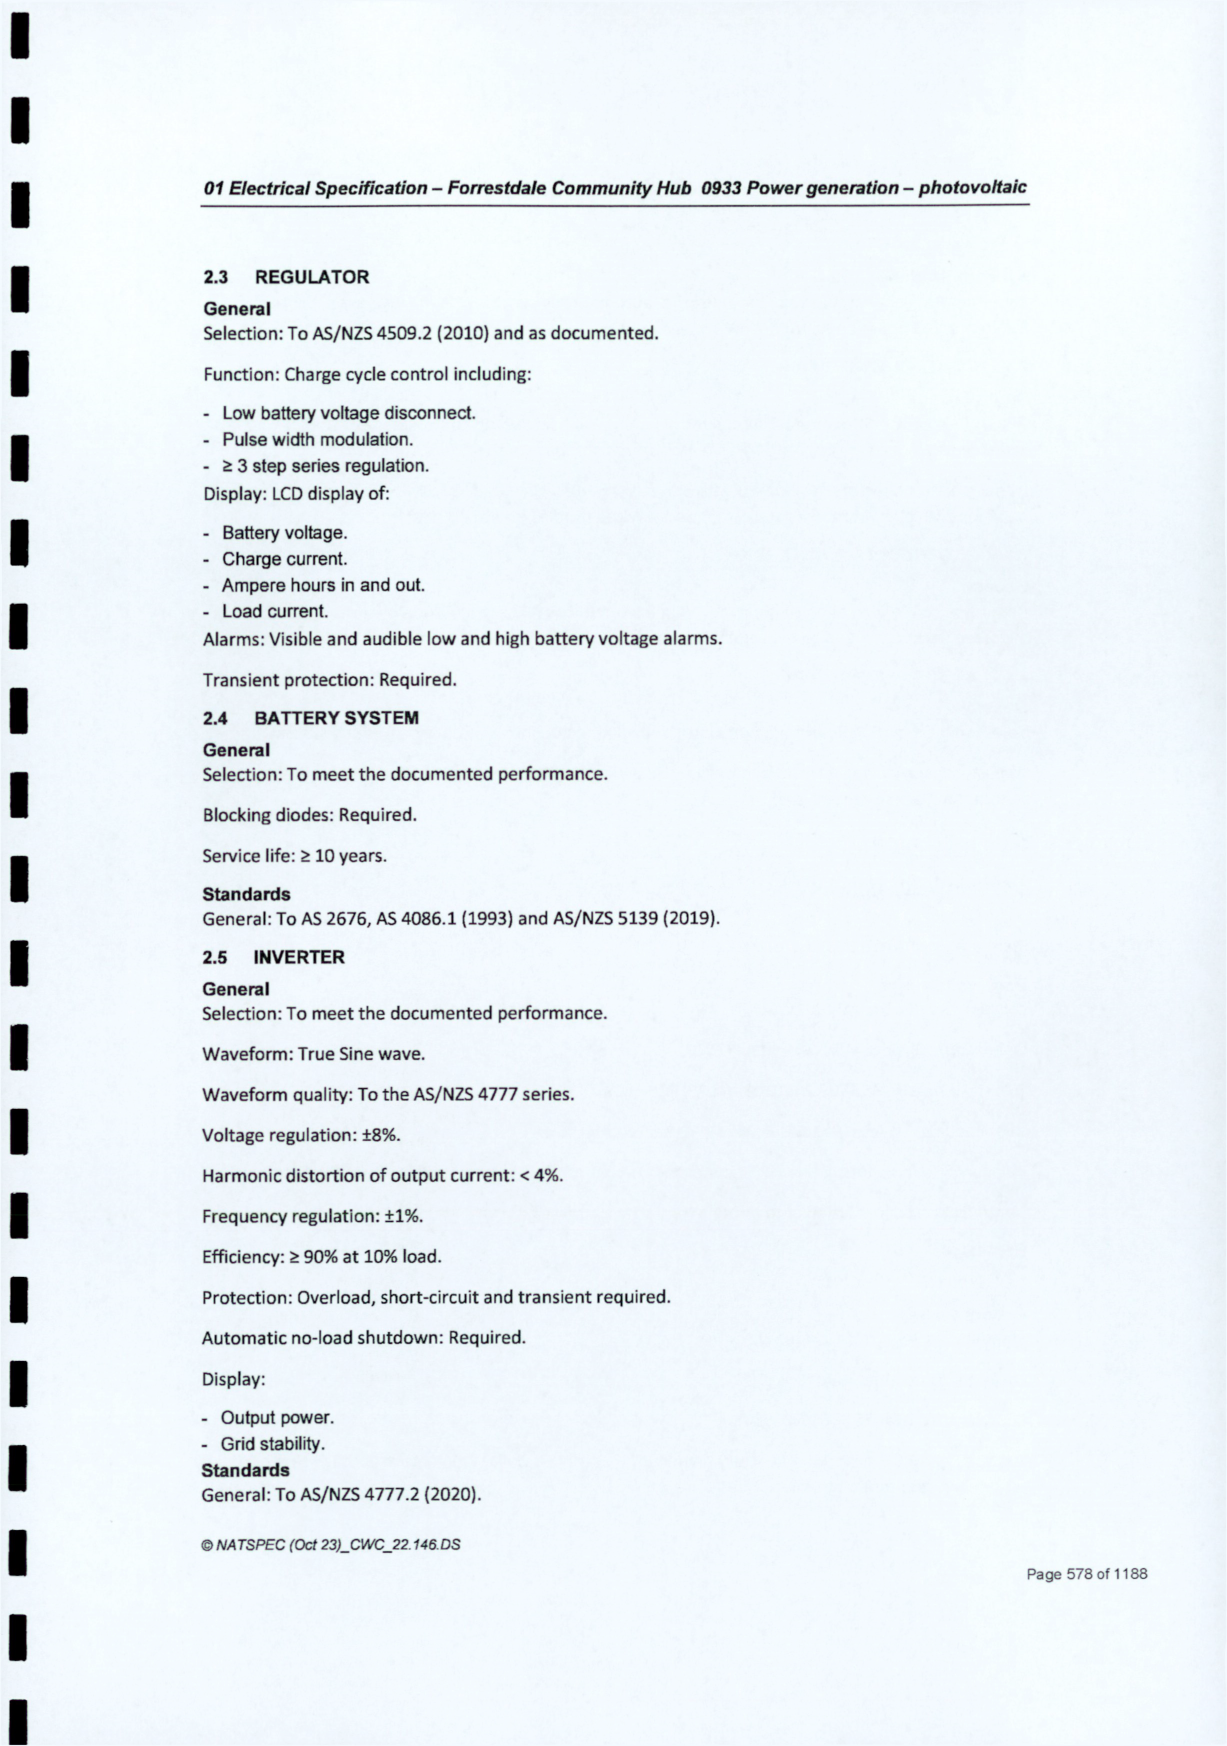 01 Electrical Specification – Forrestdale Community Hub 0933 Power generation – photovoltaic
2.3 REGULATOR
General
Selection: To AS/NZS 4509.2 (2010) and as documented.
Function: Charge cycle control including:
- Low battery voltage disconnect.
- Pulse width modulation.
- ≥ 3 step series regulation.
Display: LCD display of:
- Battery voltage.
- Charge current.
- Ampere hours in and out.
- Load current.
Alarms: Visible and audible low and high battery voltage alarms.
Transient protection: Required.
2.4 BATTERY SYSTEM
General
Selection: To meet the documented performance.
Blocking diodes: Required.
Service life: ≥ 10 years.
Standards
General: To AS 2676, AS 4086.1 (1993) and AS/NZS 5139 (2019).
2.5 INVERTER
General
Selection: To meet the documented performance.
Waveform: True Sine wave.
Waveform quality: To the AS/NZS 4777 series.
Voltage regulation: ±8%.
Harmonic distortion of output current: < 4%.
Frequency regulation: ±1%.
Efficiency: ≥ 90% at 10% load.
Protection: Overload, short-circuit and transient required.
Automatic no-load shutdown: Required.
Display:
- Output power.
- Grid stability.
Standards
General: To AS/NZS 4777.2 (2020).
© NATSPEC (Oct 23)_CWC_22.146.DS
Page 578 of 1188